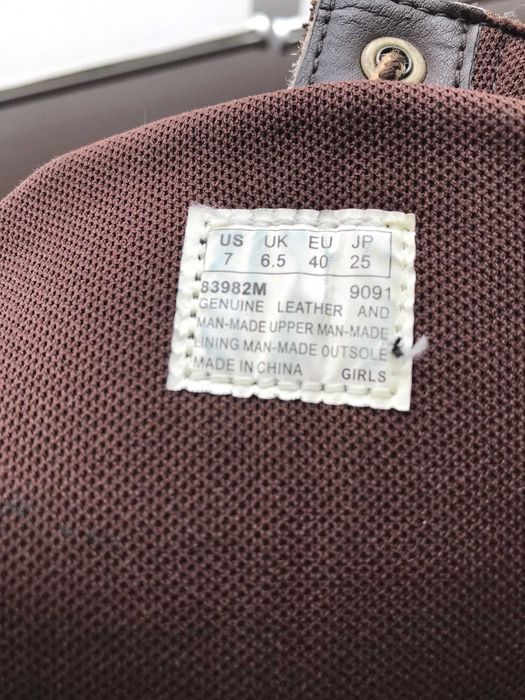 US UK EU JP
7 6.5 40 25
83982M 9091
GENUINE LEATHER AND
MAN-MADE UPPER MAN-MADE
LINING MAN-MADE OUTSOLE
MADE IN CHINA GIRLS